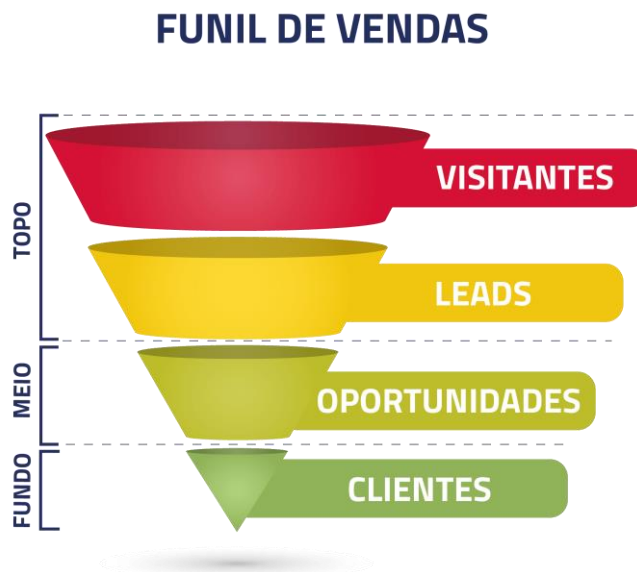 FUNIL DE VENDAS
TOPO
VISITANTES
LEADS
MEIO
OPORTUNIDADES
FUNDO
CLIENTES